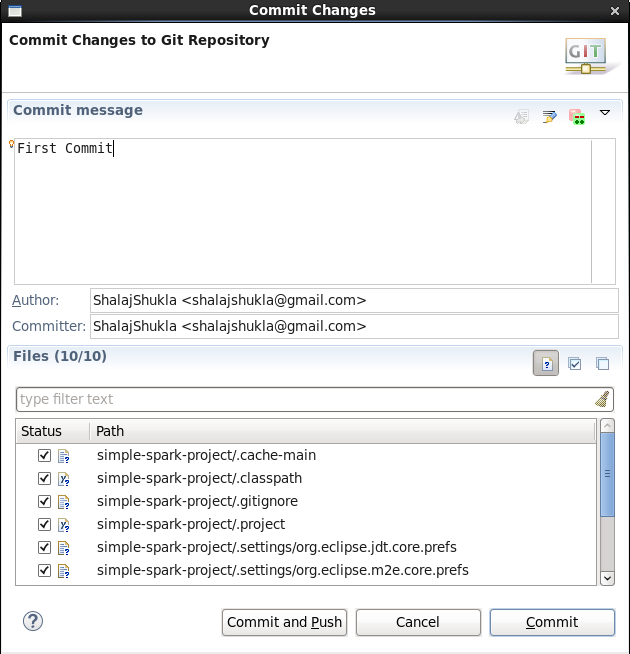 Commit Changes
Commit Changes to Git Repository
GIT
Commit message
First Commit
Author: ShalajShukla <shalajshukla@gmail.com>
Committer: ShalajShukla <shalajshukla@gmail.com>
Files (10/10)
type filter text
Status Path
simple-spark-project/.cache-main
simple-spark-project/.classpath
simple-spark-project/.gitignore
simple-spark-project/.project
simple-spark-project/.settings/org.eclipse.jdt.core.prefs
simple-spark-project/.settings/org.eclipse.m2e.core.prefs
Commit and Push Cancel Commit